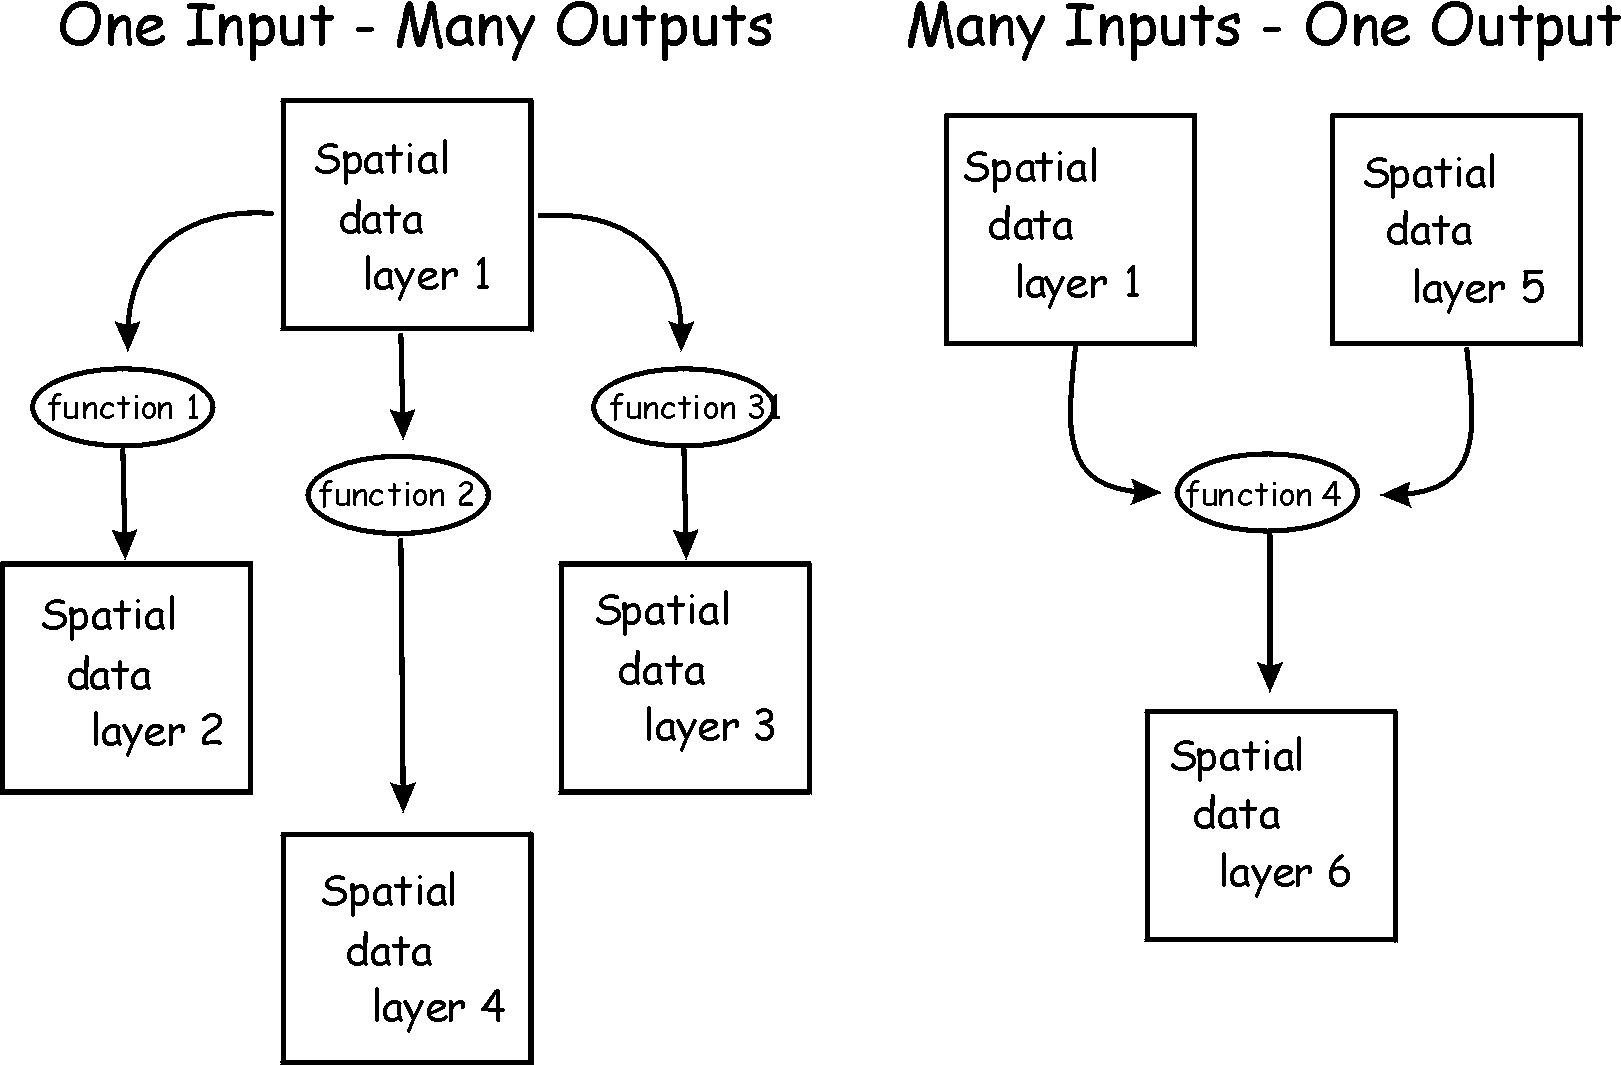 One Input - Many Outputs
Spatial
data
layer 1
function 1
function 2
function 31
Spatial
data
layer 2
Spatial
data
layer 3
Spatial
data
layer 4
Many Inputs - One Output
Spatial
data
layer 1
Spatial
data
layer 5
function 4
Spatial
data
layer 6